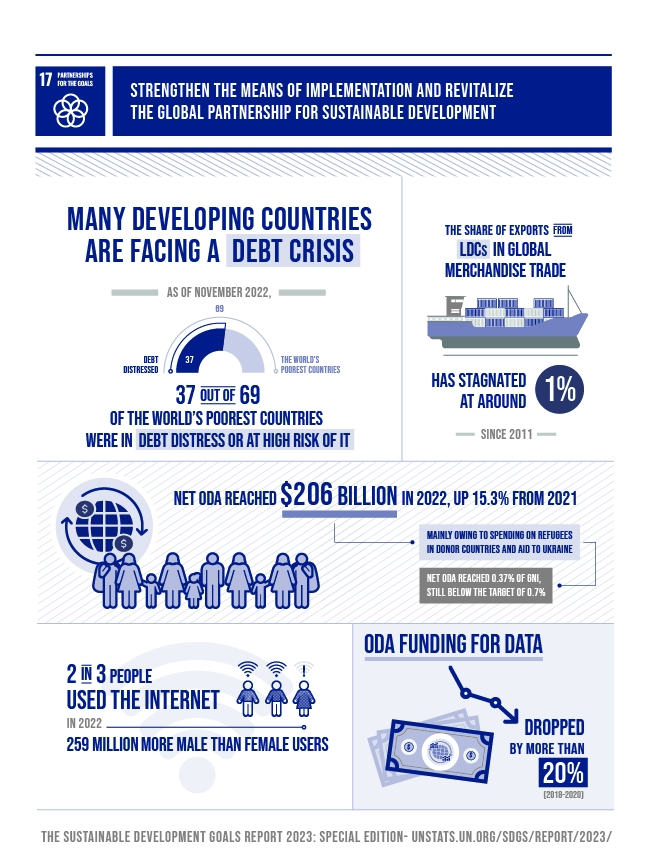 17 PARTNERSHIPS
FOR THE GOALS
STRENGTHEN THE MEANS OF IMPLEMENTATION AND REVITALIZE
THE GLOBAL PARTNERSHIP FOR SUSTAINABLE DEVELOPMENT
MANY DEVELOPING COUNTRIES
ARE FACING A DEBT CRISIS
AS OF NOVEMBER 2022,
69
37
DEBT
DISTRESSED
THE WORLD'S
POOREST COUNTRIES
37 OUT OF 69
OF THE WORLD'S POOREST COUNTRIES
WERE IN DEBT DISTRESS OR AT HIGH RISK OF IT
THE SHARE OF EXPORTS FROM
LDCs IN GLOBAL
MERCHANDISE TRADE
HAS STAGNATED
AT AROUND
1%
SINCE 2011
NET ODA REACHED $206 BILLION IN 2022, UP 15.3% FROM 2021
$
$
MAINLY OWING TO SPENDING ON REFUGEES
IN DONOR COUNTRIES AND AID TO UKRAINE
NET ODA REACHED 0.37% OF GNI,
STILL BELOW THE TARGET OF 0.7%
2 IN 3 PEOPLE
USED THE INTERNET
!
IN 2022
259 MILLION MORE MALE THAN FEMALE USERS
ODA FUNDING FOR DATA
$
$
DROPPED
BY MORE THAN
20%
(2018-2020)
THE SUSTAINABLE DEVELOPMENT GOALS REPORT 2023: SPECIAL EDITION- UNSTATS.UN.ORG/SDGS/REPORT/2023/